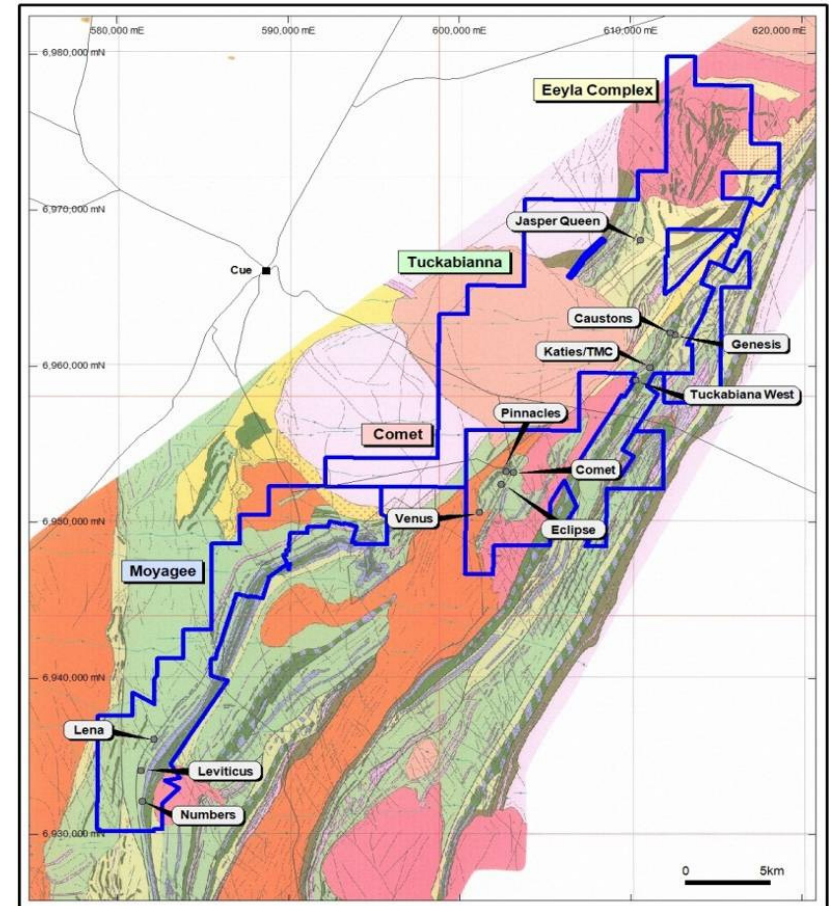 580,000 mE
590,000 mE
600,000 mE
610,000 mE
620,000 mE
6,980,000 mN
Eeyla Complex
6,970,000 mN
Jasper Queen
Tuckabianna
Cue
Caustons
Genesis
Katies/TMC
6,960,000 mN
Tuckabiana West
Pinnacles
Comet
Comet
Venus
6,950,000 mN
Eclipse
Moyagee
6,940,000 mN
Lena
Leviticus
Numbers
6,930,000 mN
0 5km